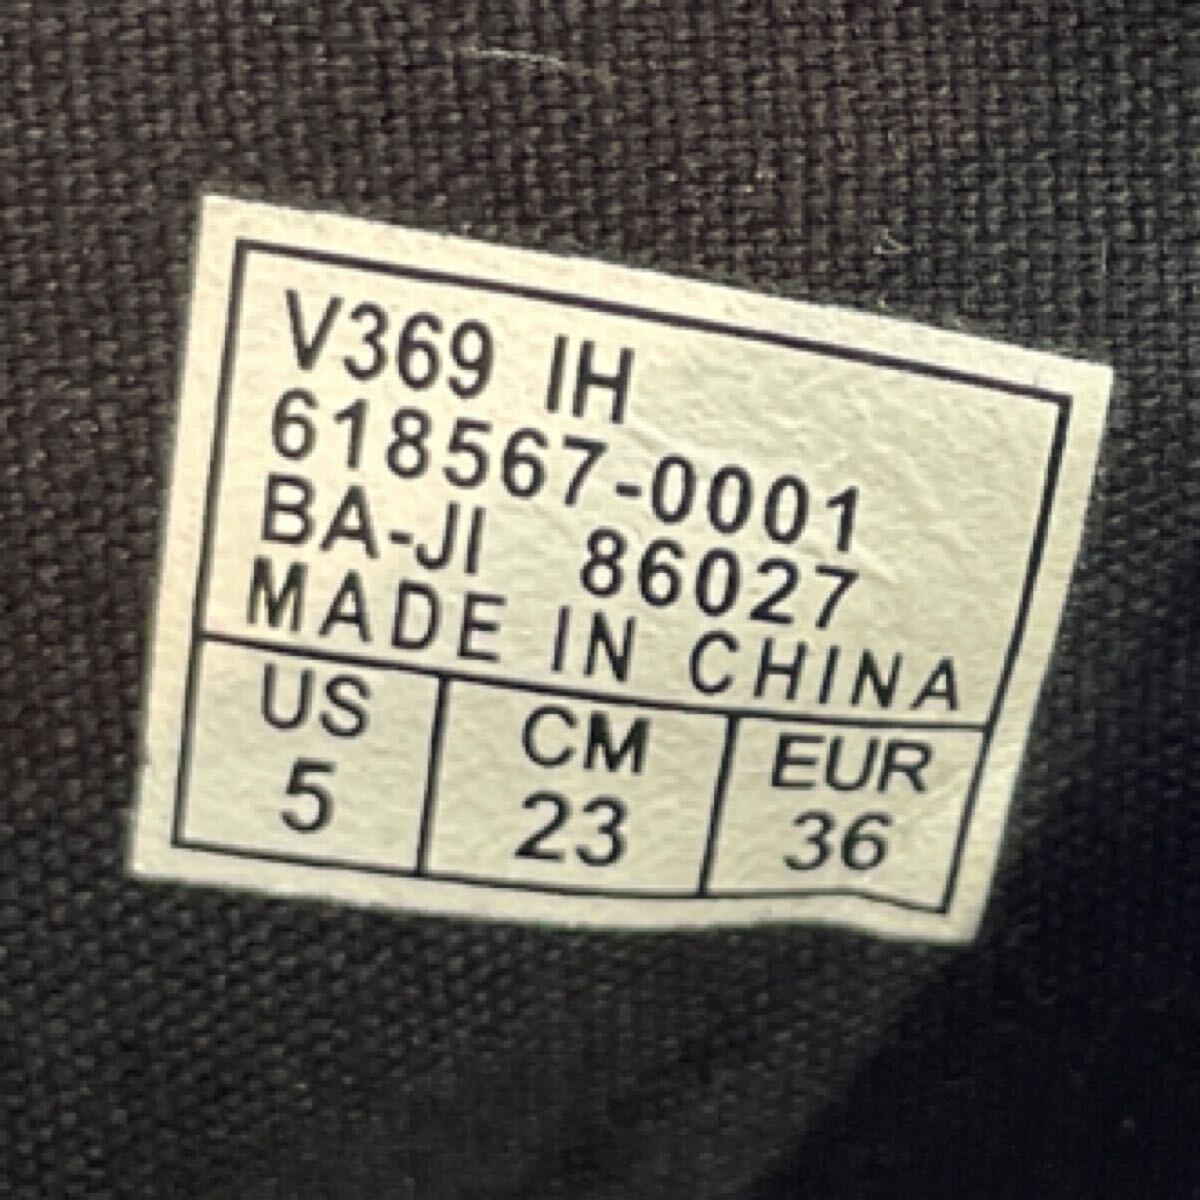 V369 IH
618567-0001
BA-JI 86027
MADE IN CHINA
US CM EUR
5 23 36